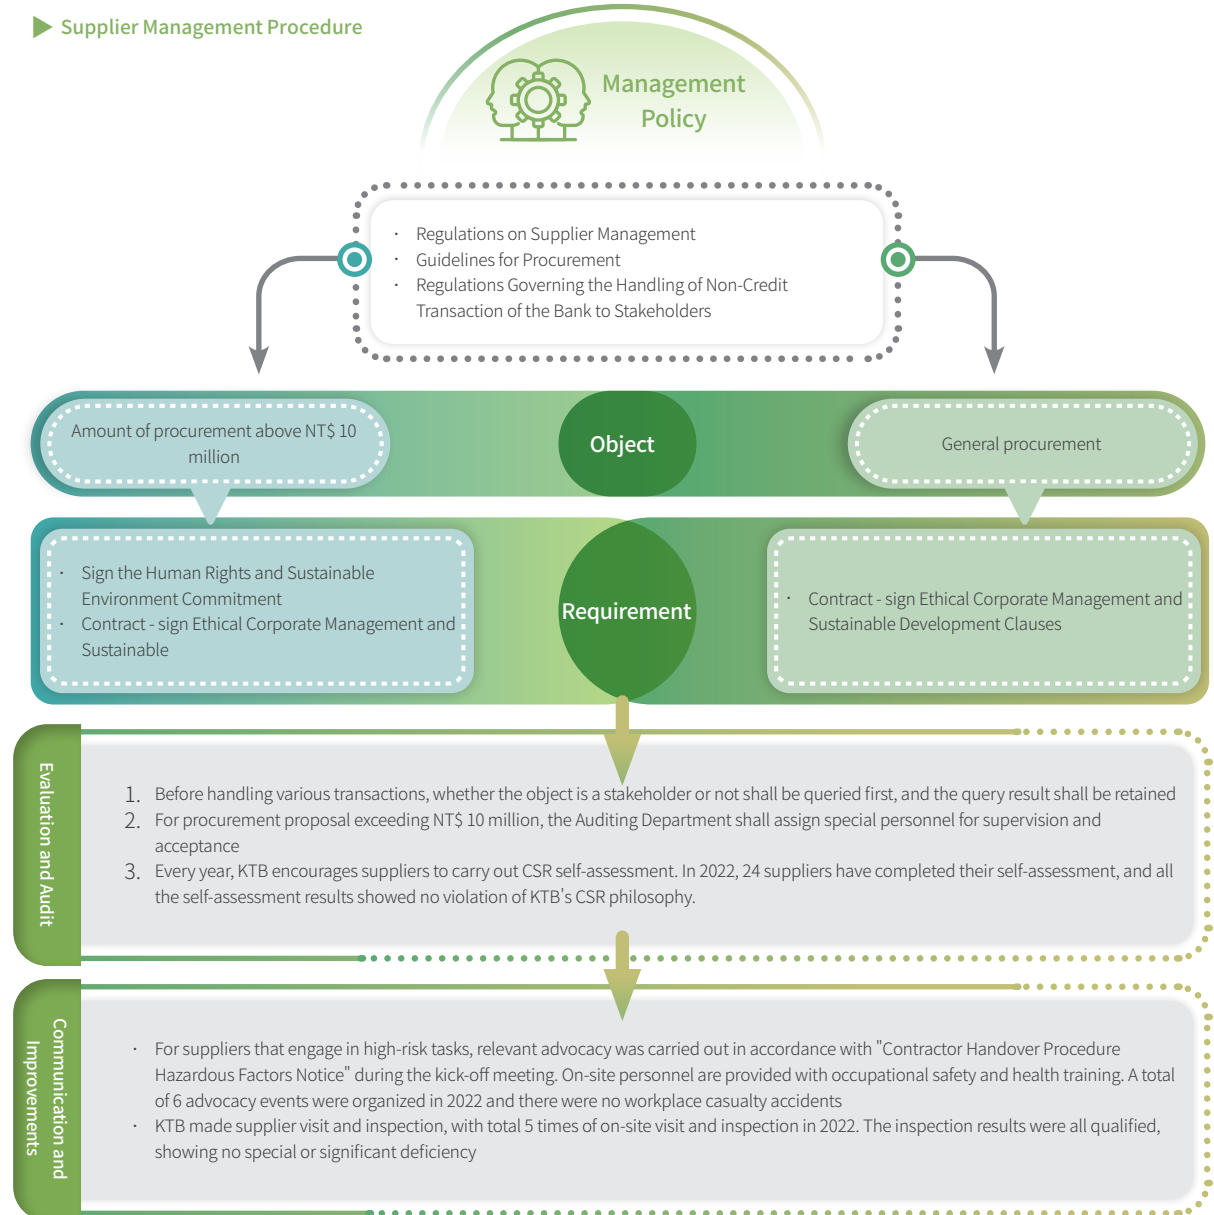 Supplier Management Procedure
Management
Policy
· Regulations on Supplier Management
· Guidelines for Procurement
· Regulations Governing the Handling of Non-Credit
Transaction of the Bank to Stakeholders
Amount of procurement above NT$ 10
million
Object
General procurement
· Sign the Human Rights and Sustainable
Environment Commitment
· Contract - sign Ethical Corporate Management and
Sustainable
Requirement
· Contract - sign Ethical Corporate Management and
Sustainable Development Clauses
Evaluation and Audit
1. Before handling various transactions, whether the object is a stakeholder or not shall be queried first, and the query result shall be retained
2. For procurement proposal exceeding NT$ 10 million, the Auditing Department shall assign special personnel for supervision and
acceptance
3. Every year, KTB encourages suppliers to carry out CSR self-assessment. In 2022, 24 suppliers have completed their self-assessment, and all
the self-assessment results showed no violation of KTB's CSR philosophy.
Communication and
Improvements
· For suppliers that engage in high-risk tasks, relevant advocacy was carried out in accordance with "Contractor Handover Procedure
Hazardous Factors Notice" during the kick-off meeting. On-site personnel are provided with occupational safety and health training. A total
of 6 advocacy events were organized in 2022 and there were no workplace casualty accidents
· KTB made supplier visit and inspection, with total 5 times of on-site visit and inspection in 2022. The inspection results were all qualified,
showing no special or significant deficiency